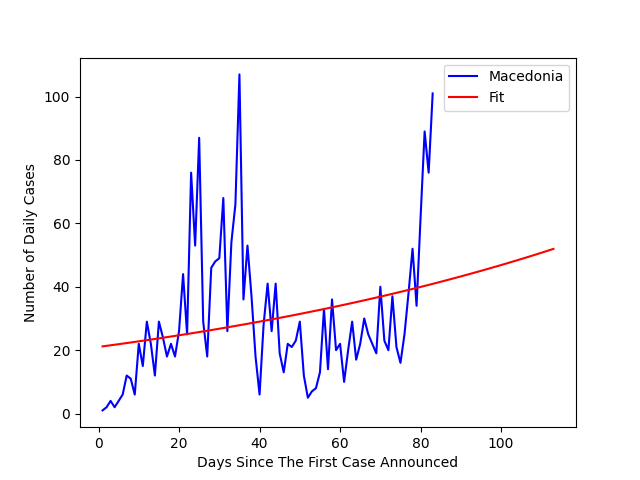 Macedonia
Fit
100
80
60
40
20
0
Number of Daily Cases
0 20 40 60 80 100
Days Since The First Case Announced